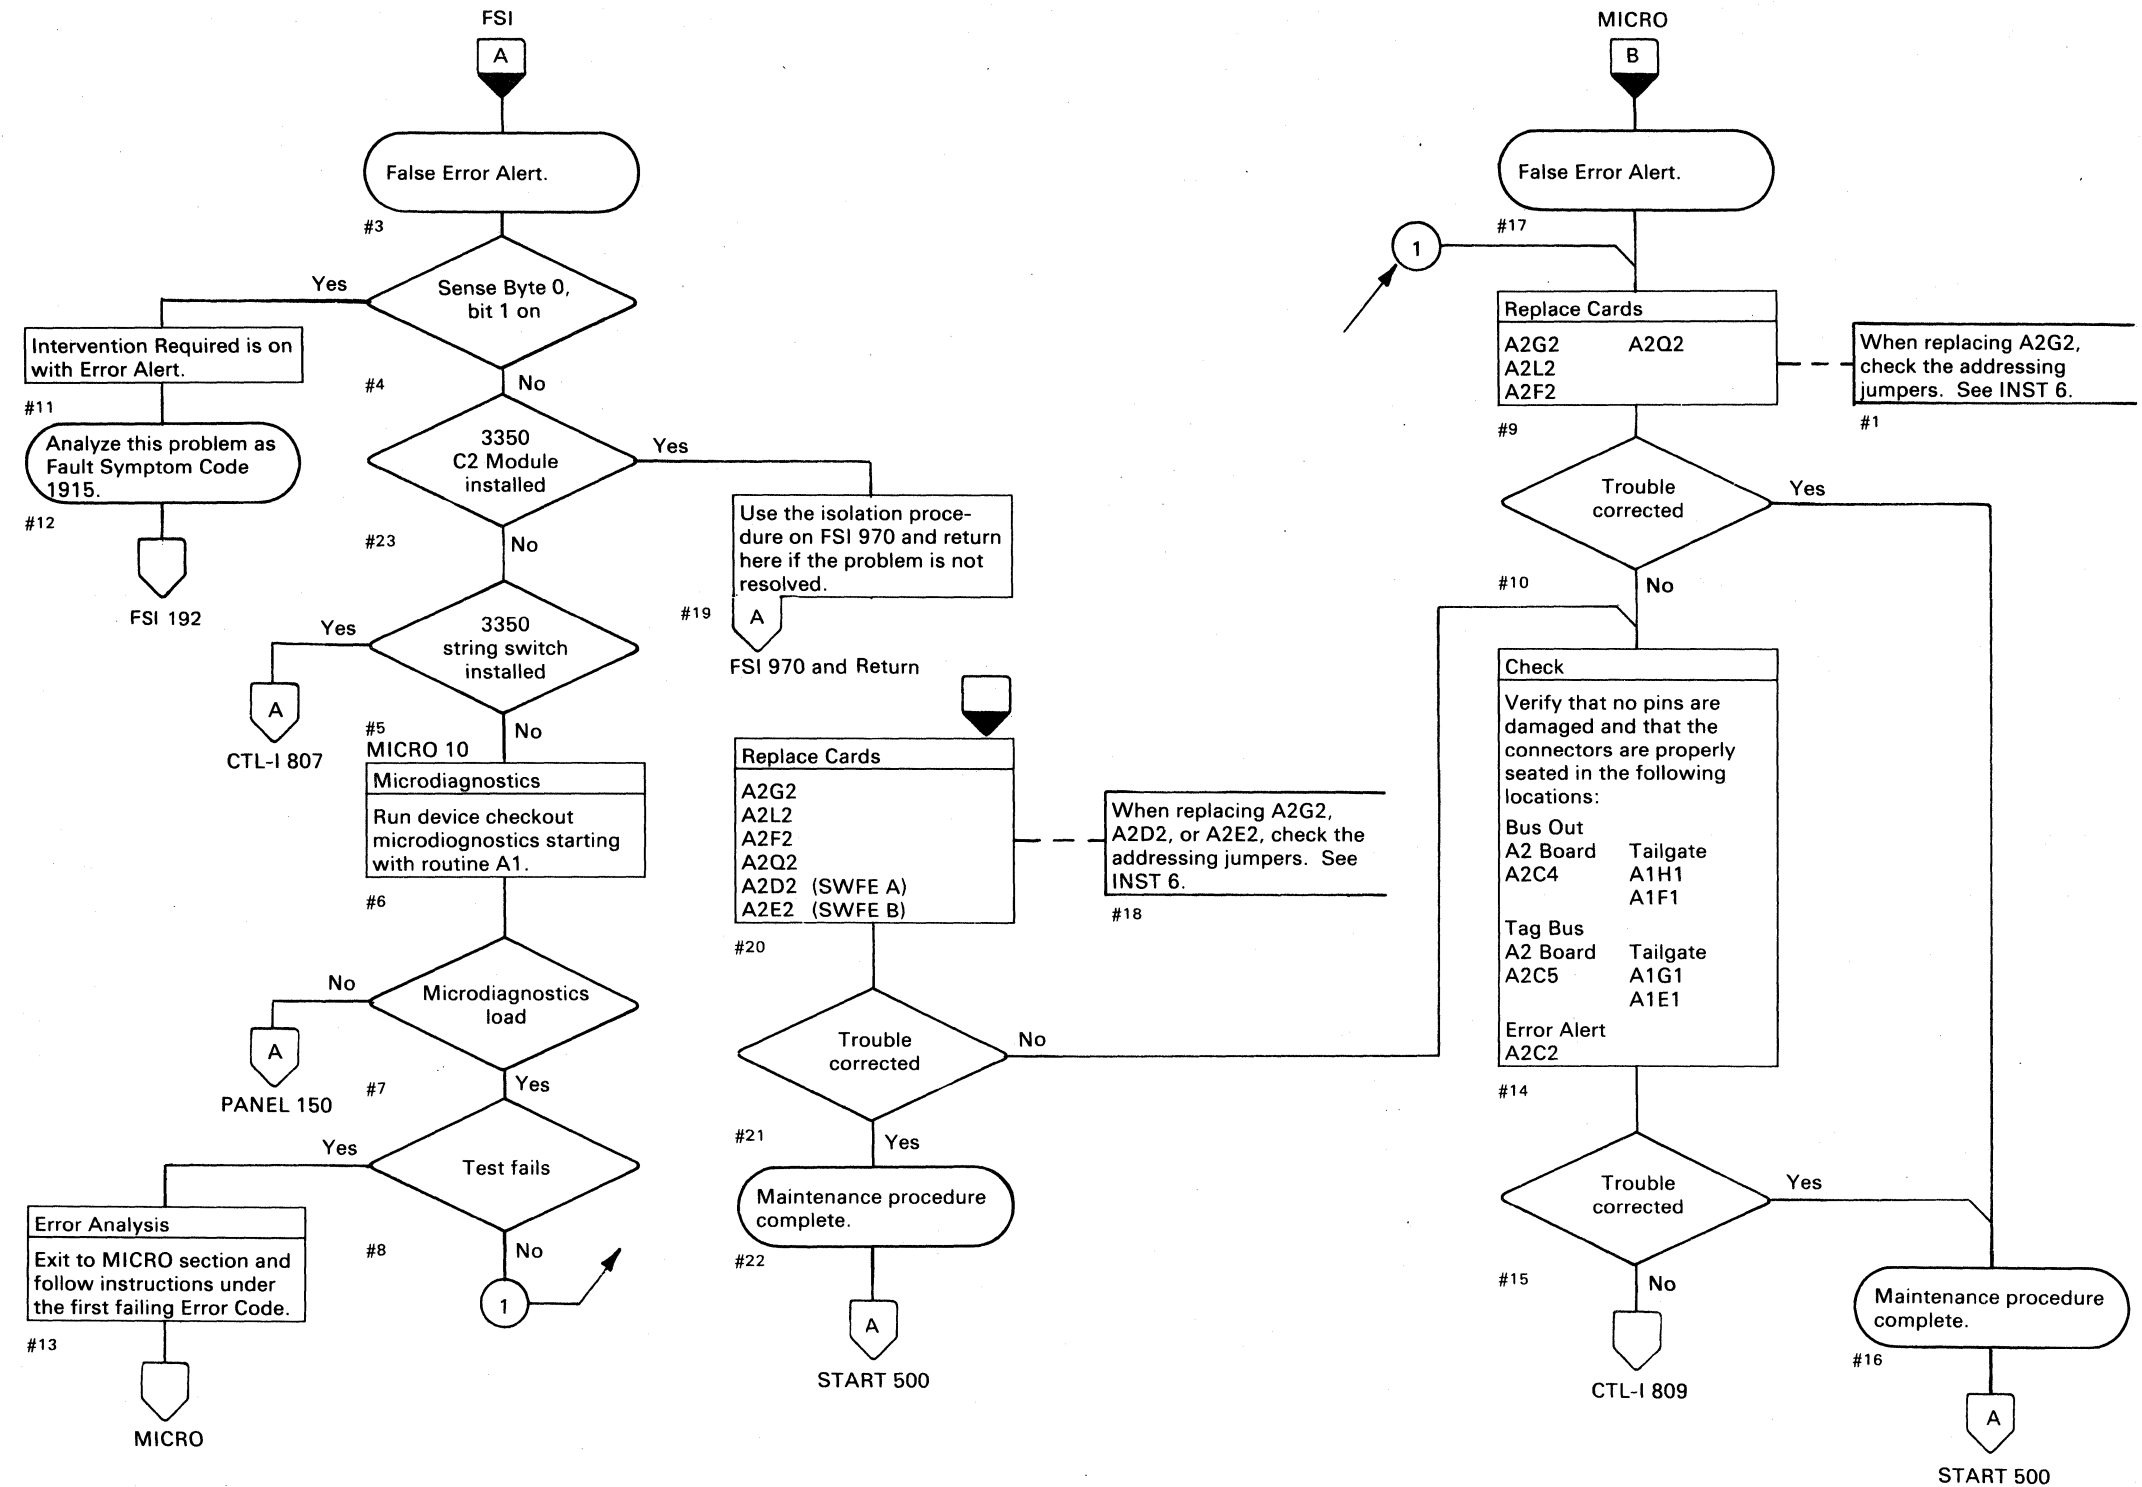 FSI
A
False Error Alert.
#3
Sense Byte 0,
bit 1 on
Yes
Intervention Required is on
with Error Alert.
#11
Analyze this problem as
Fault Symptom Code
1915.
#12
FSI 192
#4
No
3350
C2 Module
installed
Yes
Use the isolation proce-
dure on FSI 970 and return
here if the problem is not
resolved.
#19
A
FSI 970 and Return
#23
No
3350
string switch
installed
Yes
A
CTL-I 807
#5
No
MICRO 10
Microdiagnostics
Run device checkout
microdiognostics starting
with routine A1.
#6
Microdiagnostics
load
No
A
PANEL 150
#7
Yes
Test fails
Yes
Error Analysis
Exit to MICRO section and
follow instructions under
the first failing Error Code.
#13
MICRO
#8
No
1
Replace Cards
A2G2
A2L2
A2F2
A2Q2
A2D2 (SWFE A)
A2E2 (SWFE B)
#20
When replacing A2G2,
A2D2, or A2E2, check the
addressing jumpers. See
INST 6.
#18
Trouble
corrected
No
#21
Yes
Maintenance procedure
complete.
#22
A
START 500
MICRO
B
False Error Alert.
#17
1
Replace Cards
A2G2 A2Q2
A2L2
A2F2
#9
When replacing A2G2,
check the addressing
jumpers. See INST 6.
#1
Trouble
corrected
Yes
#10
No
Check
Verify that no pins are
damaged and that the
connectors are properly
seated in the following
locations:
Bus Out
A2 Board Tailgate
A2C4 A1H1
A1F1
Tag Bus
A2 Board Tailgate
A2C5 A1G1
A1E1
Error Alert
A2C2
#14
Trouble
corrected
Yes
#15
No
CTL-I 809
Maintenance procedure
complete.
#16
A
START 500